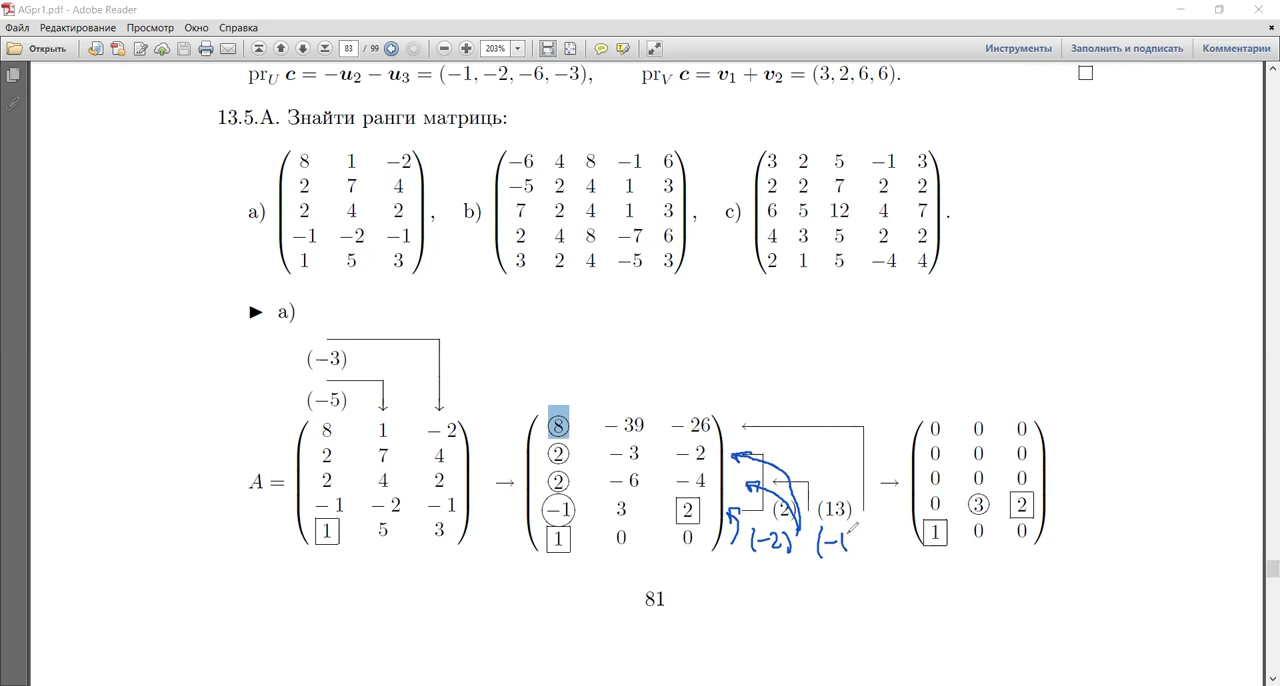 AGpr1.pdf - Adobe Reader
Файл Редактирование Просмотр Окно Справка
Открыть 83 / 99 203% Инструменты Заполнить и подписать Комментарии
pr_U c = −u₂ − u₃ = (−1, −2, −6, −3), pr_V c = v₁ + v₂ = (3, 2, 6, 6).
13.5.A. Знайти ранги матриць:
a) ( 8 1 −2
2 7 4
2 4 2
−1 −2 −1
1 5 3 ),
b) ( −6 4 8 −1 6
−5 2 4 1 3
7 2 4 1 3
2 4 8 −7 6
3 2 4 −5 3 ),
c) ( 3 2 5 −1 3
2 2 7 2 2
6 5 12 4 7
4 3 5 2 2
2 1 5 −4 4 ).
► a)
(−3)
(−5)
A = ( 8 1 − 2
2 7 4
2 4 2
− 1 − 2 − 1
1 5 3 )
→ ( 8 − 39 − 26
2 − 3 − 2
2 − 6 − 4
−1 3 2
1 0 0 )
(2) (13)
(−2) (−1
→ ( 0 0 0
0 0 0
0 0 0
0 3 2
1 0 0 )
81